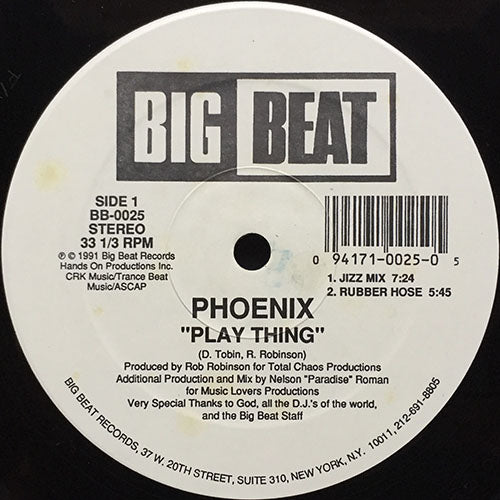 BIG BEAT
SIDE 1
BB-0025
STEREO
33 1/3 RPM
℗ © 1991 Big Beat Records
Hands On Productions Inc.
CRK Music/Trance Beat
Music/ASCAP
0 94171-0025-0 5
1. JIZZ MIX 7:24
2. RUBBER HOSE 5:45
PHOENIX
"PLAY THING"
(D. Tobin, R. Robinson)
Produced by Rob Robinson for Total Chaos Productions
Additional Production and Mix by Nelson "Paradise" Roman
for Music Lovers Productions
Very Special Thanks to God, all the D.J.'s of the world,
and the Big Beat Staff
BIG BEAT RECORDS, 37 W. 20TH STREET, SUITE 310, NEW YORK, N.Y. 10011, 212-691-8805